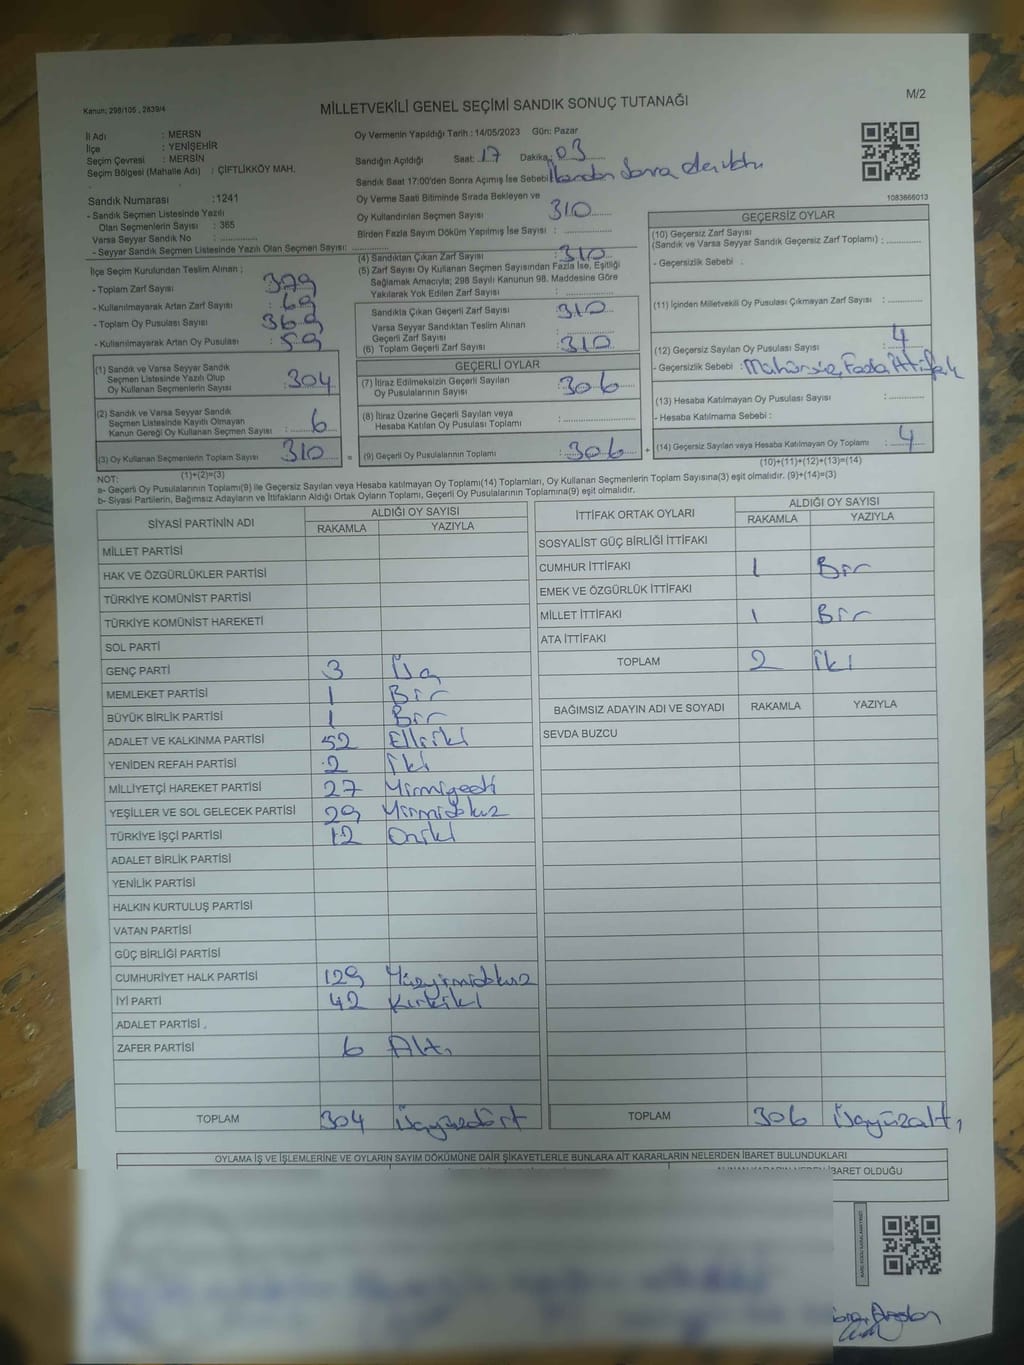 Kanun; 298/105 , 2839/4
MİLLETVEKİLİ GENEL SEÇİMİ SANDIK SONUÇ TUTANAĞI
M/2
İl Adı : MERSN
İlçe : YENİŞEHİR
Seçim Çevresi : MERSİN
Seçim Bölgesi (Mahalle Adı) : ÇİFTLİKKÖY MAH.
Sandık Numarası : 1241
- Sandık Seçmen Listesinde Yazılı
Olan Seçmenlerin Sayısı : 365
Varsa Seyyar Sandık No :
- Seyyar Sandık Seçmen Listesinde Yazılı Olan Seçmen Sayısı:
Oy Vermenin Yapıldığı Tarih : 14/05/2023 Gün: Pazar
Sandığın Açıldığı Saat: 17 Dakika: 03
Sandık Saat 17:00'den Sonra Açımış İse Sebebi
Oy Verme Saati Bitiminde Sırada Bekleyen ve
Oy Kullandırılan Seçmen Sayısı 310
Birden Fazla Sayım Döküm Yapılmış İse Sayısı :
1083666013
İlçe Seçim Kurulundan Teslim Alınan ;
- Toplam Zarf Sayısı : 379
- Kullanılmayarak Artan Zarf Sayısı : 69
- Toplam Oy Pusulası Sayısı : 369
- Kullanılmayarak Artan Oy Pusulası : 59
(1) Sandık ve Varsa Seyyar Sandık
Seçmen Listesinde Yazılı Olup
Oy Kullanan Seçmenlerin Sayısı : 304
(2) Sandık ve Varsa Seyyar Sandık
Seçmen Listesinde Kayıtlı Olmayan
Kanun Gereği Oy Kullanan Seçmen Sayısı : 6
(3) Oy Kullanan Seçmenlerin Toplam Sayısı 310
(1)+(2)=(3)
(4) Sandıktan Çıkan Zarf Sayısı : 310
(5) Zarf Sayısı Oy Kullanan Seçmen Sayısından Fazla İse, Eşitliği
Sağlamak Amacıyla; 298 Sayılı Kanunun 98. Maddesine Göre
Yakılarak Yok Edilen Zarf Sayısı :
Sandıkta Çıkan Geçerli Zarf Sayısı : 310
Varsa Seyyar Sandıktan Teslim Alınan
Geçerli Zarf Sayısı :
(6) Toplam Geçerli Zarf Sayısı : 310
GEÇERLİ OYLAR
(7) İtiraz Edilmeksizin Geçerli Sayılan
Oy Pusulalarının Sayısı : 306
(8) İtiraz Üzerine Geçerli Sayılan veya
Hesaba Katılan Oy Pusulası Toplamı :
= (9) Geçerli Oy Pusulalarının Toplamı : 306 +
GEÇERSİZ OYLAR
(10) Geçersiz Zarf Sayısı
(Sandık ve Varsa Seyyar Sandık Geçersiz Zarf Toplamı) :
- Geçersizlik Sebebi :
(11) İçinden Milletvekili Oy Pusulası Çıkmayan Zarf Sayısı :
(12) Geçersiz Sayılan Oy Pusulası Sayısı : 4
- Geçersizlik Sebebi : Mühürsüz, Fazla İttifak
(13) Hesaba Katılmayan Oy Pusulası Sayısı :
- Hesaba Katılmama Sebebi :
(14) Geçersiz Sayılan veya Hesaba Katılmayan Oy Toplamı : 4
(10)+(11)+(12)+(13)=(14)
NOT:
a- Geçerli Oy Pusulaları Toplamı(9) ile Geçersiz Sayılan veya Hesaba katılmayan Oy Toplamı(14) Toplamları, Oy Kullanan Seçmenlerin Toplam Sayısına(3) eşit olmalıdır. (9)+(14)=(3)
b- Siyasi Partilerin, Bağımsız Adayların ve İttifakların Aldığı Ortak Oyların Toplamı, Geçerli Oy Pusulalarının Toplamına(9) eşit olmalıdır.
SİYASİ PARTİNİN ADI ALDIĞI OY SAYISI
RAKAMLA YAZIYLA
MİLLET PARTİSİ
HAK VE ÖZGÜRLÜKLER PARTİSİ
TÜRKİYE KOMÜNİST PARTİSİ
TÜRKİYE KOMÜNİST HAREKETİ
SOL PARTİ
GENÇ PARTİ 3 Üç
MEMLEKET PARTİSİ 1 Bir
BÜYÜK BİRLİK PARTİSİ 1 Bir
ADALET VE KALKINMA PARTİSİ 52 Elliiki
YENİDEN REFAH PARTİSİ 2 İki
MİLLİYETÇİ HAREKET PARTİSİ 27 Yirmiyedi
YEŞİLLER VE SOL GELECEK PARTİSİ 29 Yirmidokuz
TÜRKİYE İŞÇİ PARTİSİ 12 Oniki
ADALET BİRLİK PARTİSİ
YENİLİK PARTİSİ
HALKIN KURTULUŞ PARTİSİ
VATAN PARTİSİ
GÜÇ BİRLİĞİ PARTİSİ
CUMHURİYET HALK PARTİSİ 129 Yüzyirmidokuz
İYİ PARTİ 42 Kırkiki
ADALET PARTİSİ
ZAFER PARTİSİ 6 Altı
TOPLAM 304 Üçyüzdört
İTTİFAK ORTAK OYLARI ALDIĞI OY SAYISI
RAKAMLA YAZIYLA
SOSYALİST GÜÇ BİRLİĞİ İTTİFAKI
CUMHUR İTTİFAKI 1 Bir
EMEK VE ÖZGÜRLÜK İTTİFAKI
MİLLET İTTİFAKI 1 Bir
ATA İTTİFAKI
TOPLAM 2 İki
BAĞIMSIZ ADAYIN ADI VE SOYADI RAKAMLA YAZIYLA
SEVDA BUZCU
TOPLAM 306 Üçyüzaltı
OYLAMA İŞ VE İŞLEMLERİNE VE OYLARIN SAYIM DÖKÜMÜNE DAİR ŞİKAYETLERLE BUNLARA AİT KARARLARIN NELERDEN İBARET BULUNDUKLARI
İBARET OLDUĞU